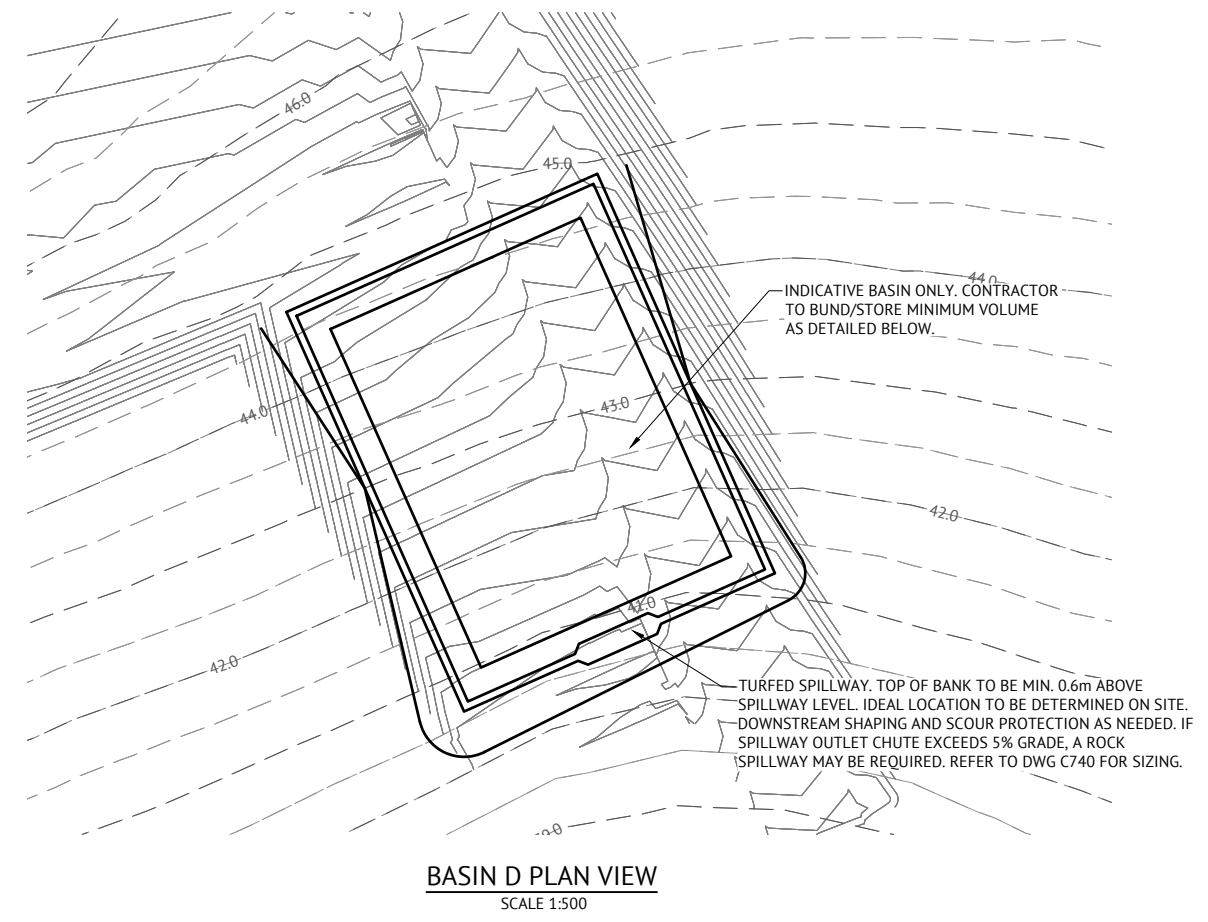 46.0
45.0
44.0
INDICATIVE BASIN ONLY. CONTRACTOR
TO BUND/STORE MINIMUM VOLUME
AS DETAILED BELOW.
43.0
44.0
42.0
41.0
42.0
TURFED SPILLWAY. TOP OF BANK TO BE MIN. 0.6m ABOVE
SPILLWAY LEVEL. IDEAL LOCATION TO BE DETERMINED ON SITE.
DOWNSTREAM SHAPING AND SCOUR PROTECTION AS NEEDED. IF
SPILLWAY OUTLET CHUTE EXCEEDS 5% GRADE, A ROCK
SPILLWAY MAY BE REQUIRED. REFER TO DWG C740 FOR SIZING.
BASIN D PLAN VIEW
SCALE 1:500